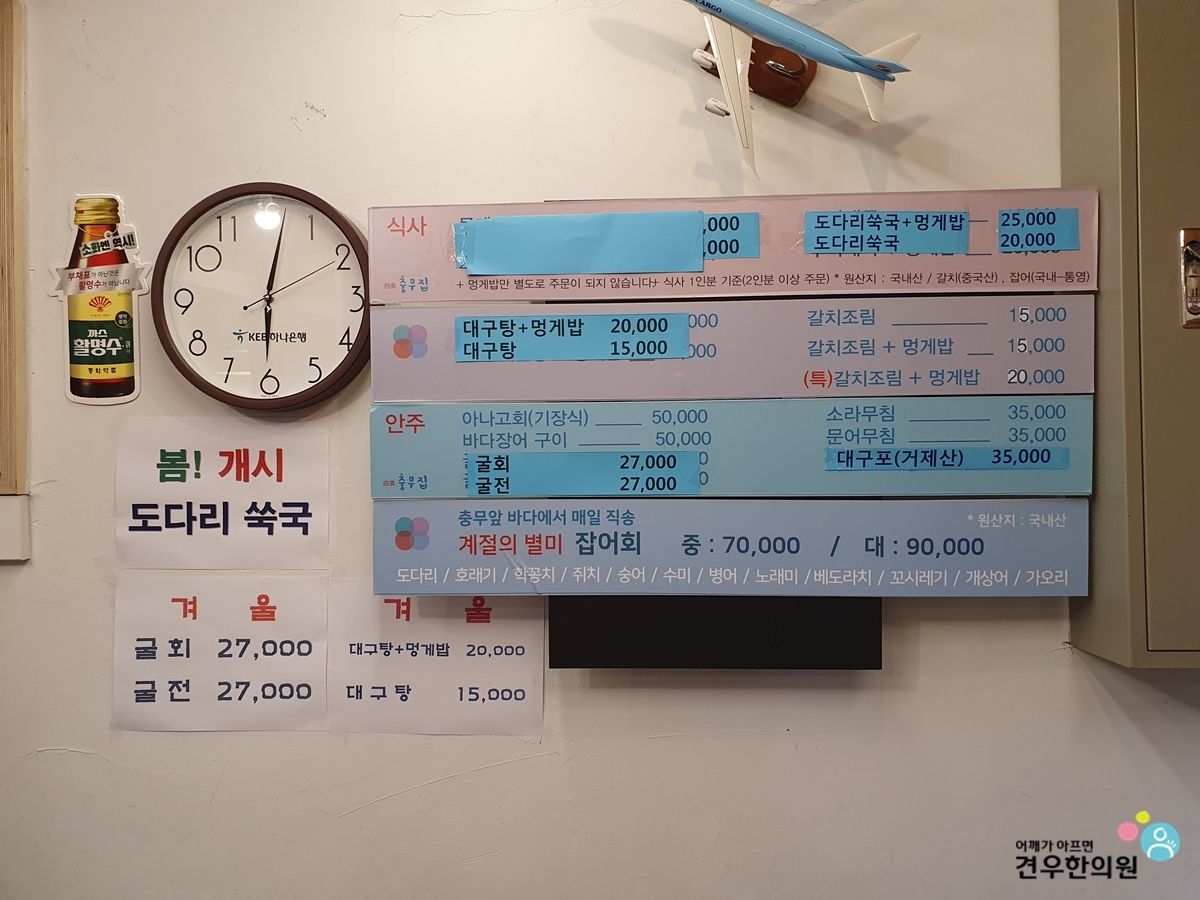 CARGO
소화엔 역시!
부채표가 아닌것은
활명수가 아닙니다
까스
활명수
동화약품
11 12 1
10 2
9 3
8 4
7 6 5
KEB 하나은행
식사
,000
,000
도다리쑥국+멍게밥 25,000
도다리쑥국 20,000
충무집
+ 멍게밥만 별도로 주문이 되지 않습니다+ 식사 1인분 기준(2인분 이상 주문) * 원산지 : 국내산 / 갈치(중국산) , 잡어(국내-통영)
대구탕+멍게밥 20,000
대구탕 15,000
갈치조림 15,000
갈치조림 + 멍게밥 15,000
(특)갈치조림 + 멍게밥 20,000
안주
아나고회(기장식) 50,000
바다장어 구이 50,000
굴회 27,000
굴전 27,000
소라무침 35,000
문어무침 35,000
대구포(거제산) 35,000
충무집
충무앞 바다에서 매일 직송
* 원산지 : 국내산
계절의 별미 잡어회 중 : 70,000 / 대 : 90,000
도다리 / 호래기 / 학꽁치 / 쥐치 / 숭어 / 수미 / 병어 / 노래미 / 베도라치 / 꼬시레기 / 개상어 / 가오리
봄! 개시
도다리 쑥국
겨 울
굴 회 27,000
굴 전 27,000
겨 울
대구탕+멍게밥 20,000
대 구 탕 15,000
어깨가 아프면
견우한의원